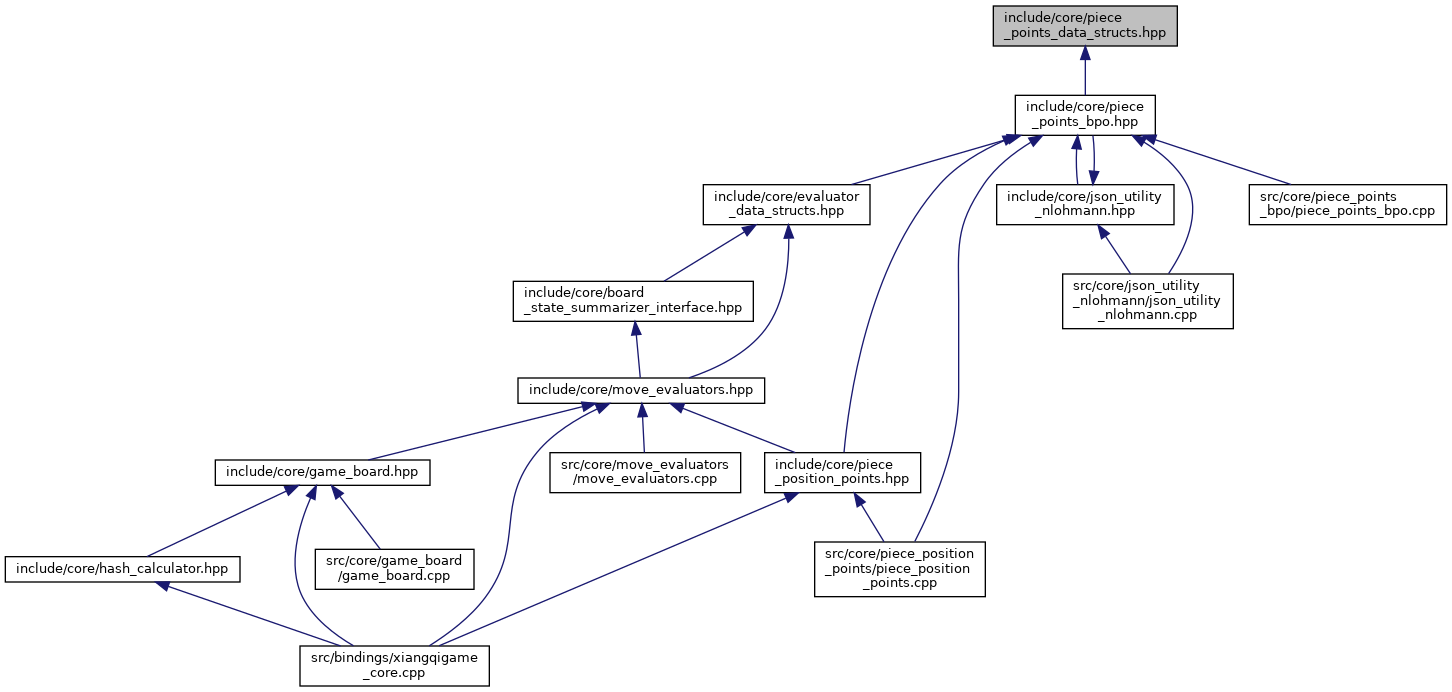 include/core/piece
_points_data_structs.hpp
include/core/piece
_points_bpo.hpp
include/core/evaluator
_data_structs.hpp
include/core/json_utility
_nlohmann.hpp
src/core/piece_points
_bpo/piece_points_bpo.cpp
include/core/board
_state_summarizer_interface.hpp
src/core/json_utility
_nlohmann/json_utility
_nlohmann.cpp
include/core/move_evaluators.hpp
include/core/game_board.hpp
src/core/move_evaluators
/move_evaluators.cpp
include/core/piece
_position_points.hpp
include/core/hash_calculator.hpp
src/core/game_board
/game_board.cpp
src/core/piece_position
_points/piece_position
_points.cpp
src/bindings/xiangqigame
_core.cpp